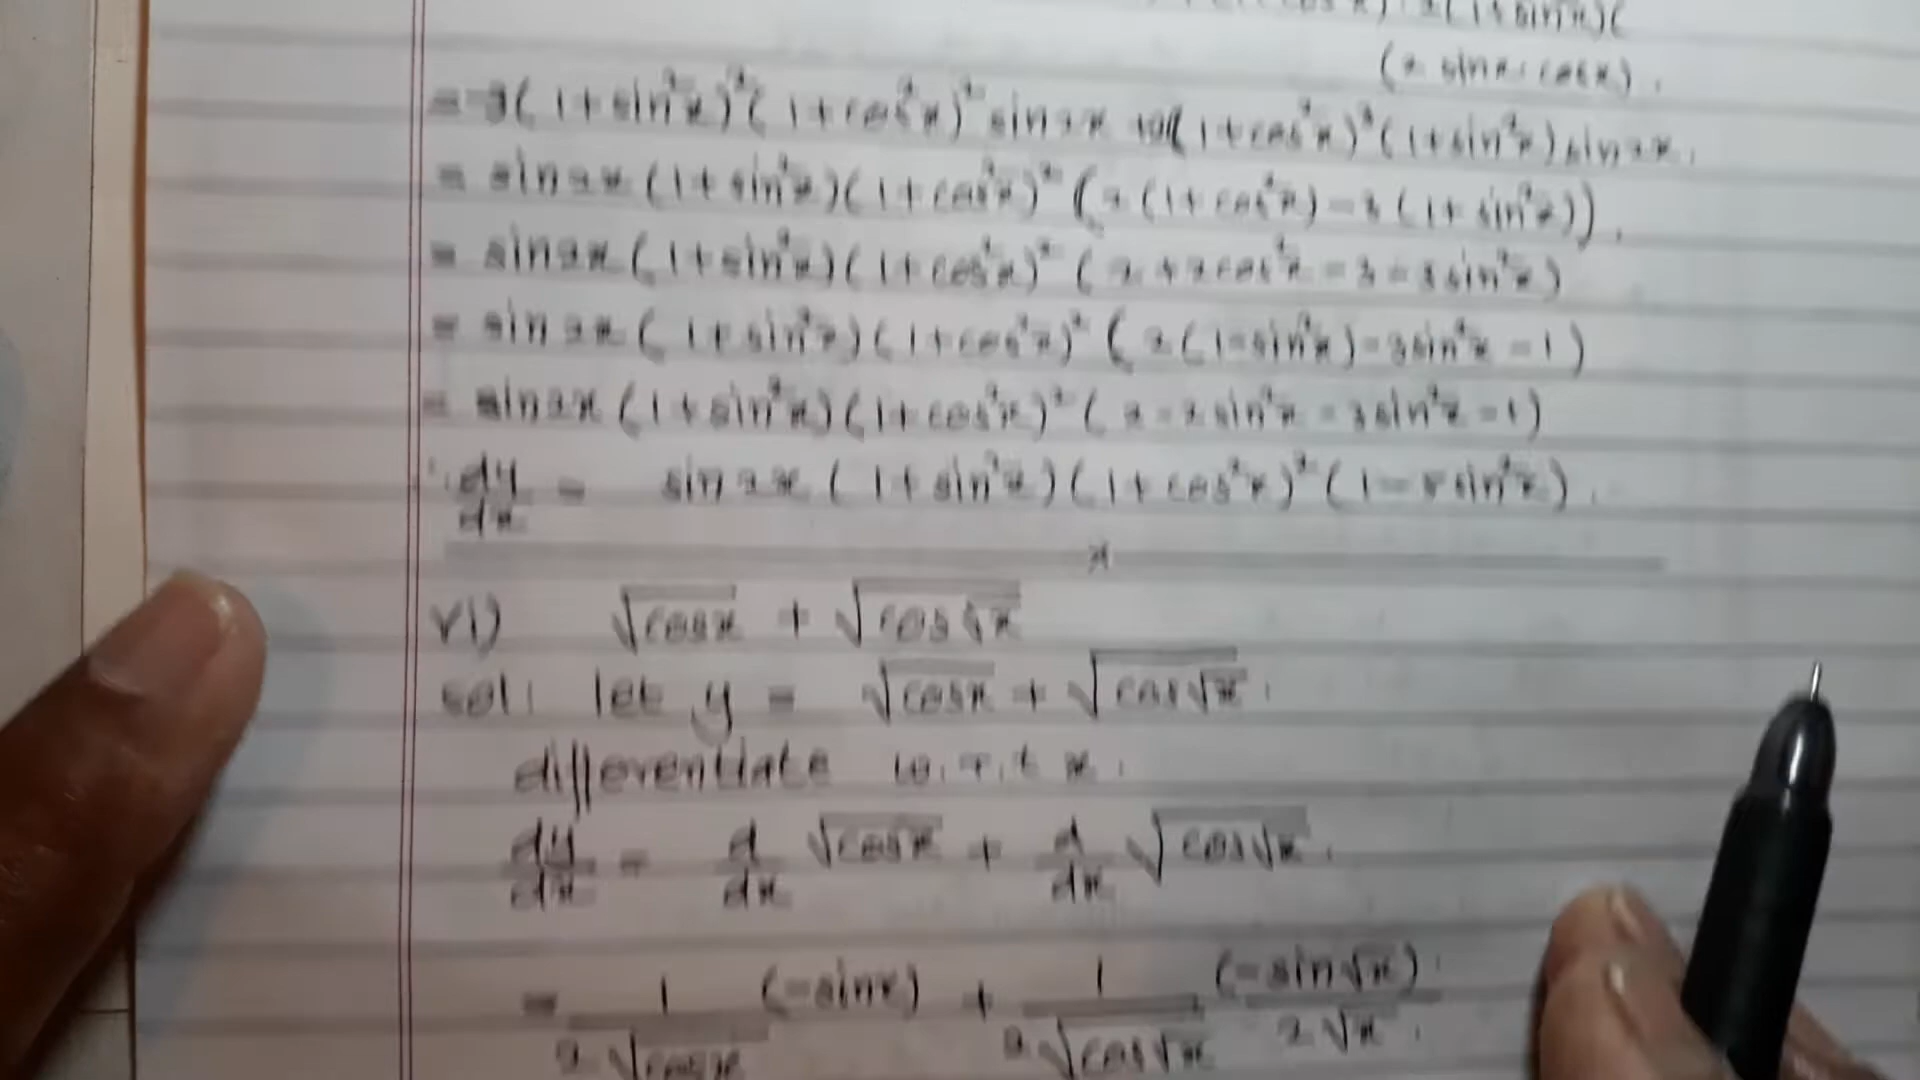 (2 sinx·cosx).
= -3(1+sin²x)²(1+cos²x)² sin2x + 2(1+cos²x)³(1+sin²x) sin2x.
= sin2x (1+sin²x)(1+cos²x)² (2(1+cos²x) - 3(1+sin²x)).
= sin2x (1+sin²x)(1+cos²x)² (2+2cos²x - 3 - 3sin²x)
= sin2x (1+sin²x)(1+cos²x)² (2(1-sin²x) - 3sin²x - 1)
= sin2x (1+sin²x)(1+cos²x)² (2 - 2sin²x - 3sin²x - 1)
∴ dy/dx = sin2x (1+sin²x)(1+cos²x)² (1 - 5sin²x).
vi) √cosx + √cos√x
sol: let y = √cosx + √cos√x.
differentiate w.r.t x.
dy/dx = d/dx √cosx + d/dx √cos√x.
= 1/2√cosx (-sinx) + 1/2√cos√x (-sin√x)/2√x.